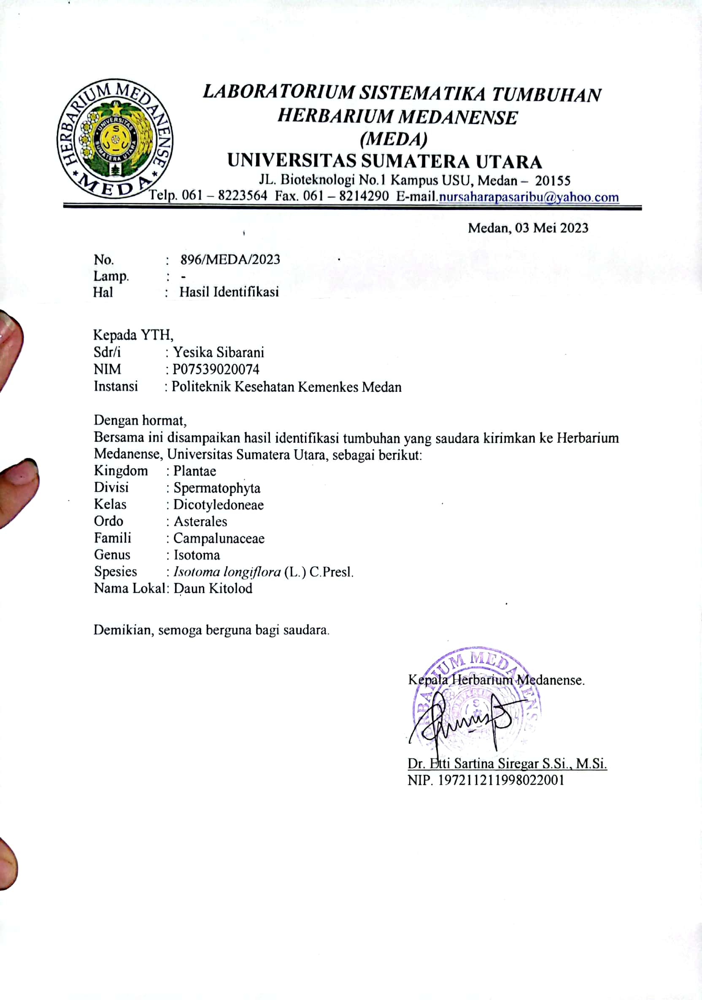 HERBARIUM MEDANENSE
* MEDA *
UNIVERSITAS SUMATERA UTARA
LABORATORIUM SISTEMATIKA TUMBUHAN
HERBARIUM MEDANENSE
(MEDA)
UNIVERSITAS SUMATERA UTARA
JL. Bioteknologi No.1 Kampus USU, Medan – 20155
Telp. 061 – 8223564 Fax. 061 – 8214290 E-mail.nursaharapasaribu@yahoo.com
Medan, 03 Mei 2023
No. : 896/MEDA/2023
Lamp. : -
Hal : Hasil Identifikasi
Kepada YTH,
Sdr/i : Yesika Sibarani
NIM : P07539020074
Instansi : Politeknik Kesehatan Kemenkes Medan
Dengan hormat,
Bersama ini disampaikan hasil identifikasi tumbuhan yang saudara kirimkan ke Herbarium
Medanense, Universitas Sumatera Utara, sebagai berikut:
Kingdom : Plantae
Divisi : Spermatophyta
Kelas : Dicotyledoneae
Ordo : Asterales
Famili : Campalunaceae
Genus : Isotoma
Spesies : Isotoma longiflora (L.) C.Presl.
Nama Lokal: Daun Kitolod
Demikian, semoga berguna bagi saudara.
HERBARIUM MEDANENSE
Kepala Herbarium Medanense.
Dr. Etti Sartina Siregar S.Si., M.Si.
NIP. 197211211998022001